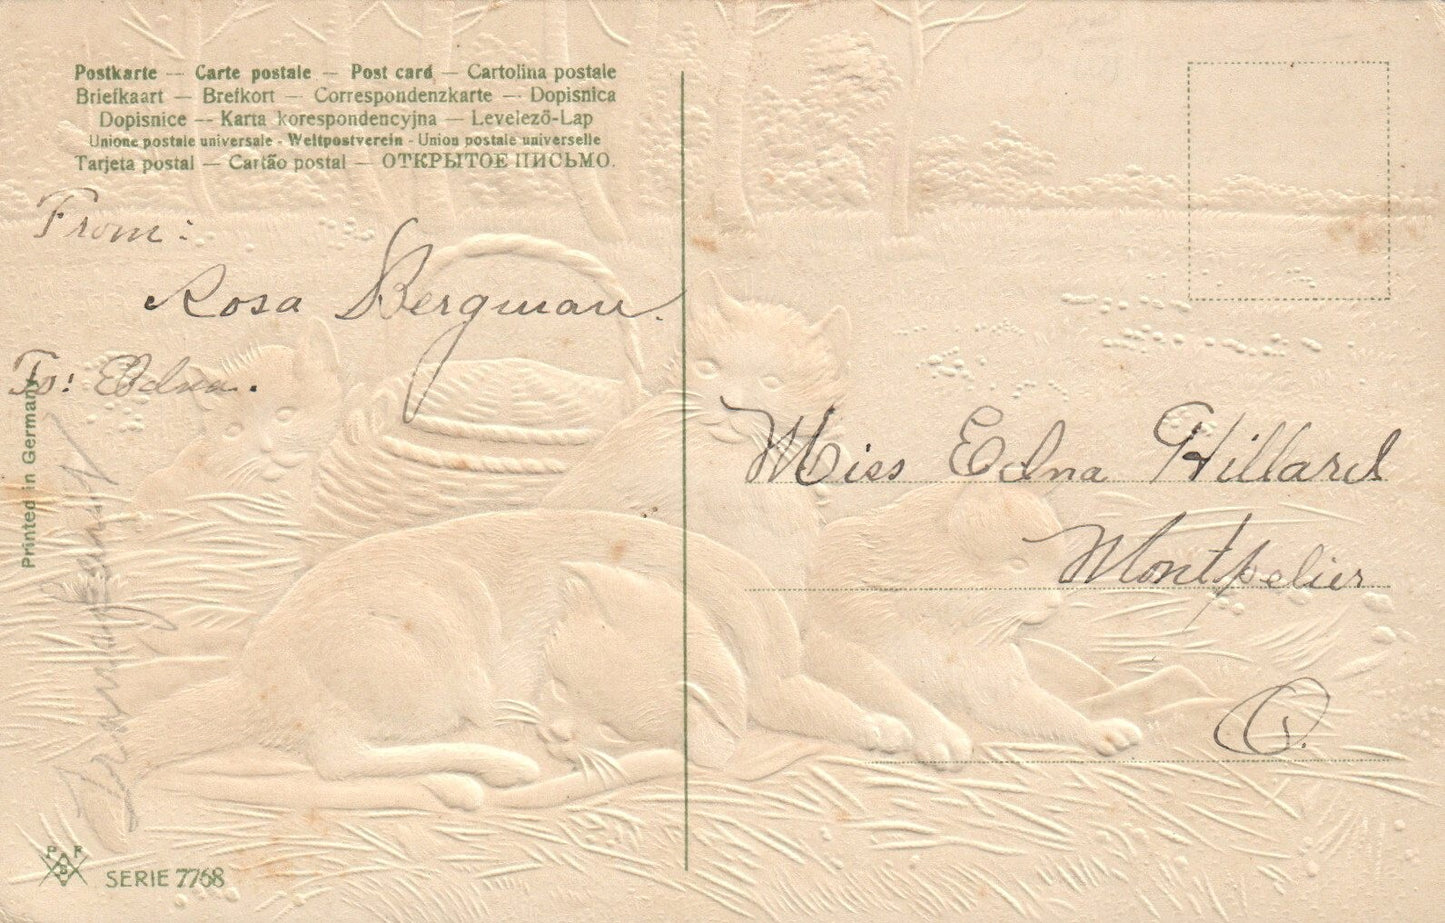 Postkarte — Carte postale — Post card — Cartolina postale
Briefkaart — Brefkort — Correspondenzkarte — Dopisnica
Dopisnice — Karta korespondencyjna — Levelező-Lap
Unione postale universale - Weltpostverein - Union postale universelle
Tarjeta postal — Cartão postal — ОТКРЫТОЕ ПИСЬМО.
From:
Rosa Bergman.
To: Edna.
Miss Edna Hillard
Montpelier
O.
Printed in Germany
P F B
SERIE 7768